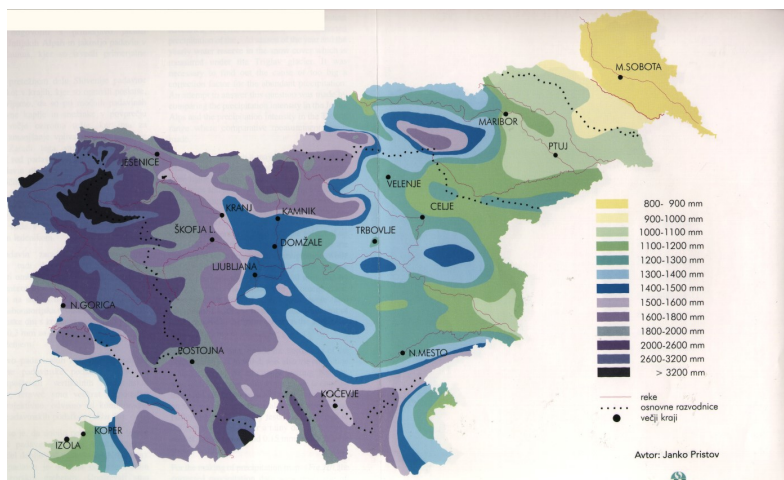 M.SOBOTA
MARIBOR
PTUJ
JESENICE
VELENJE
KRANJ
KAMNIK
CELJE
ŠKOFJA L.
TRBOVLJE
DOMŽALE
LJUBLJANA
N.GORICA
POSTOJNA
N.MESTO
KOČEVJE
KOPER
IZOLA
800- 900 mm
900-1000 mm
1000-1100 mm
1100-1200 mm
1200-1300 mm
1300-1400 mm
1400-1500 mm
1500-1600 mm
1600-1800 mm
1800-2000 mm
2000-2600 mm
2600-3200 mm
> 3200 mm
reke
osnovne razvodnice
večji kraji
Avtor: Janko Pristov